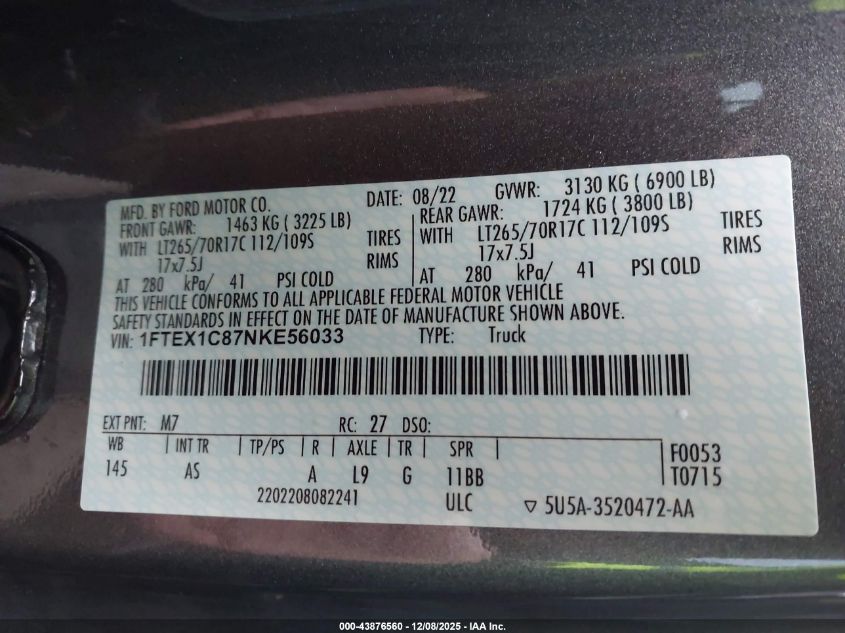 MFD. BY FORD MOTOR CO. DATE: 08/22 GVWR: 3130 KG ( 6900 LB)
FRONT GAWR: 1463 KG ( 3225 LB) REAR GAWR: 1724 KG ( 3800 LB)
WITH LT265/70R17C 112/109S TIRES WITH LT265/70R17C 112/109S TIRES
17x7.5J RIMS 17x7.5J RIMS
AT 280 kPa/ 41 PSI COLD AT 280 kPa/ 41 PSI COLD
THIS VEHICLE CONFORMS TO ALL APPLICABLE FEDERAL MOTOR VEHICLE
SAFETY STANDARDS IN EFFECT ON THE DATE OF MANUFACTURE SHOWN ABOVE.
VIN: 1FTEX1C87NKE56033 TYPE: Truck
EXT PNT: M7 RC: 27 DSO:
WB INT TR TP/PS R AXLE TR SPR F0053
145 AS A L9 G 11BB T0715
2202208082241 ULC ▽ 5U5A-3520472-AA
000-43876560 - 12/08/2025 - IAA Inc.